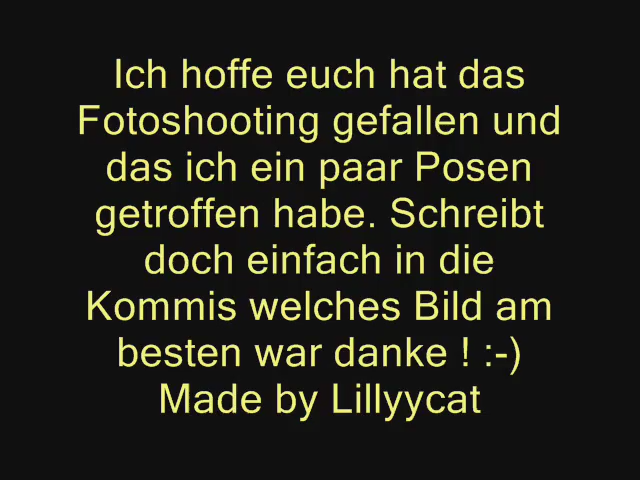 Ich hoffe euch hat das
Fotoshooting gefallen und
das ich ein paar Posen
getroffen habe. Schreibt
doch einfach in die
Kommis welches Bild am
besten war danke ! :-)
Made by Lillyycat